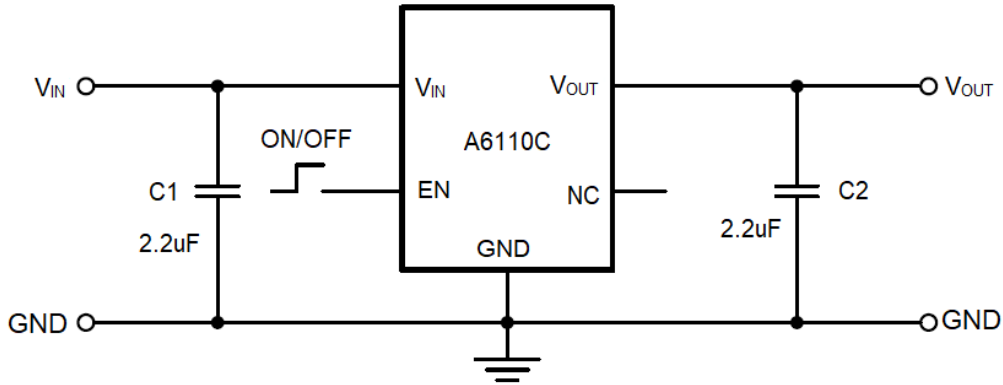 VIN
VIN
VOUT
VOUT
ON/OFF
A6110C
C1
EN
NC
C2
2.2uF
2.2uF
GND
GND
GND